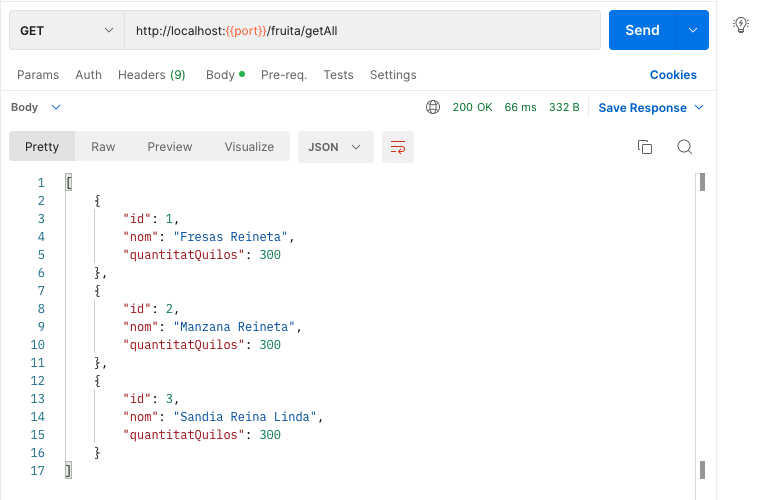 GET http://localhost:{{port}}/fruita/getAll Send
Params Auth Headers (9) Body Pre-req. Tests Settings Cookies
Body 200 OK 66 ms 332 B Save Response
Pretty Raw Preview Visualize JSON
1 [
2 {
3 "id": 1,
4 "nom": "Fresas Reineta",
5 "quantitatQuilos": 300
6 },
7 {
8 "id": 2,
9 "nom": "Manzana Reineta",
10 "quantitatQuilos": 300
11 },
12 {
13 "id": 3,
14 "nom": "Sandia Reina Linda",
15 "quantitatQuilos": 300
16 }
17 ]